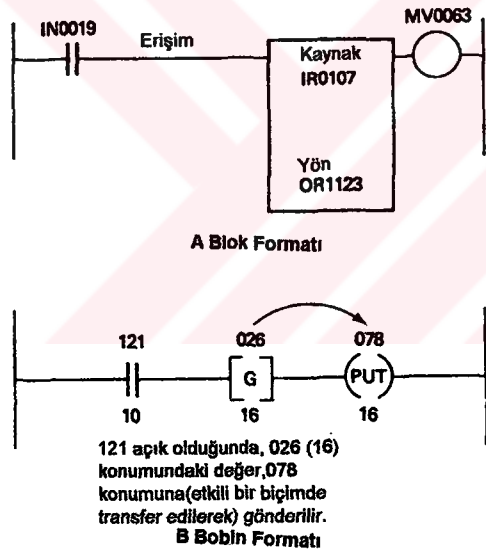 MV0063
IN0019
Erişim
Kaynak
IR0107
Yön
OR1123
A Blok Formatı
121 026 078
G PUT
10 16 16
121 açık olduğunda, 026 (16)
konumundaki değer,078
konumuna(etkili bir biçimde
transfer edilerek) gönderilir.
B Bobin Formatı